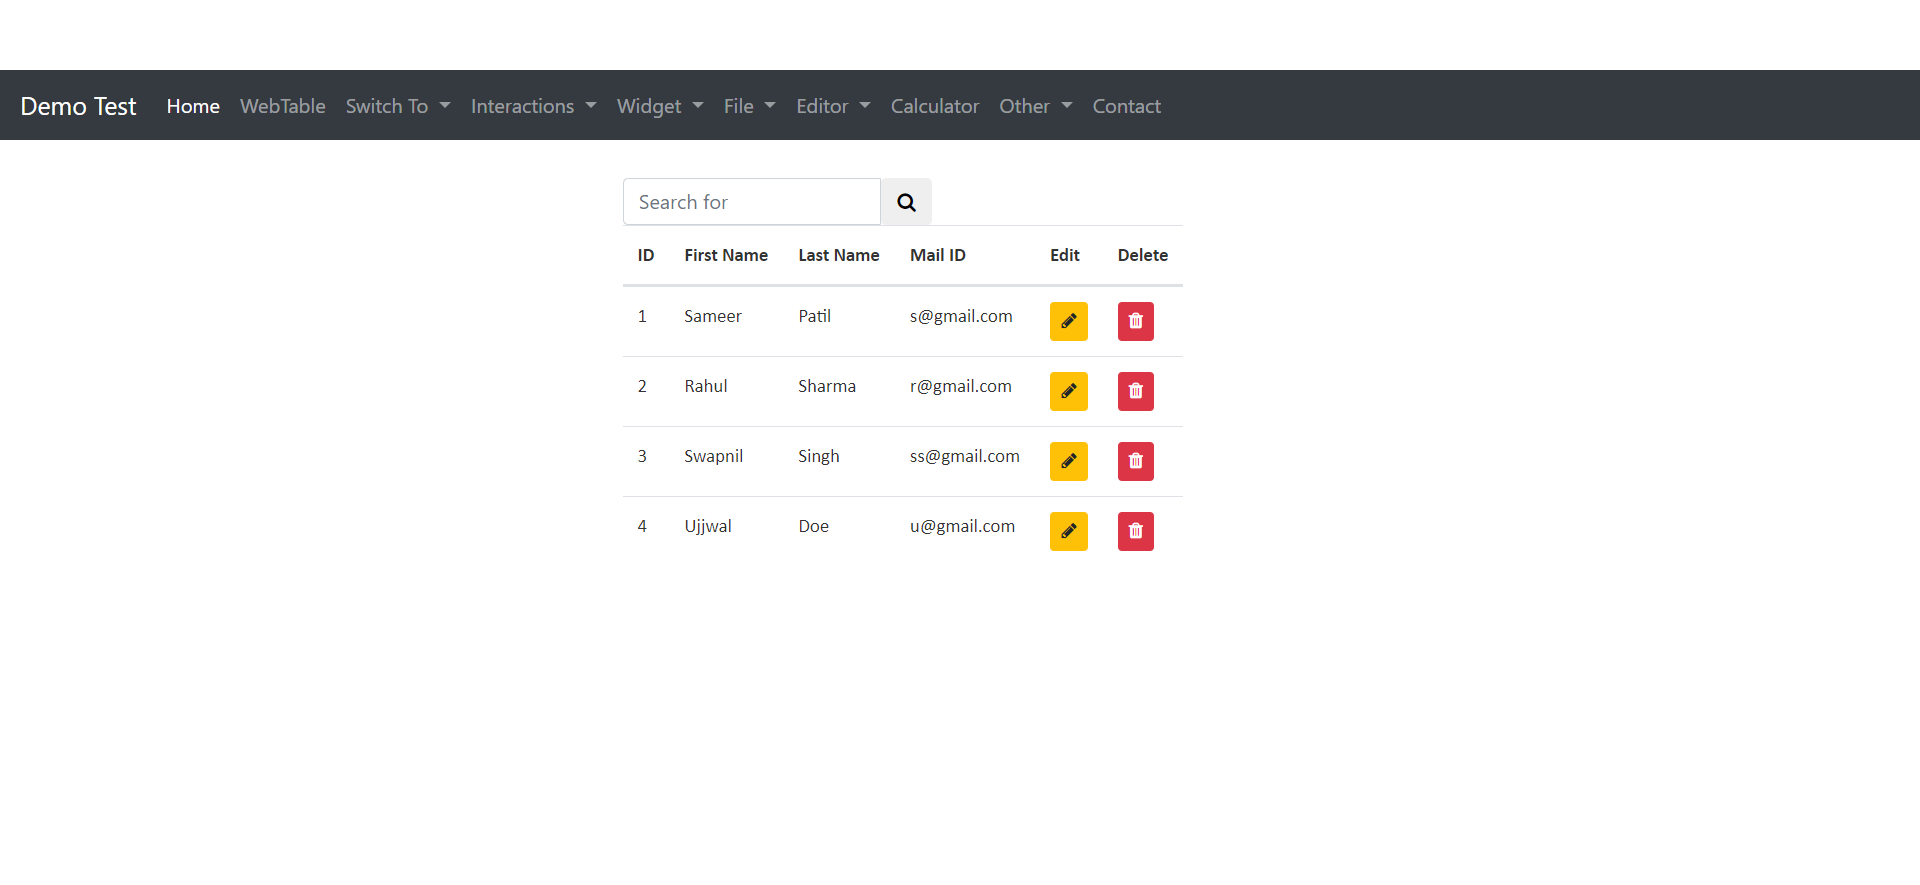 Demo Test Home WebTable Switch To Interactions Widget File Editor Calculator Other Contact
Search for
ID First Name Last Name Mail ID Edit Delete
1 Sameer Patil s@gmail.com
2 Rahul Sharma r@gmail.com
3 Swapnil Singh ss@gmail.com
4 Ujjwal Doe u@gmail.com